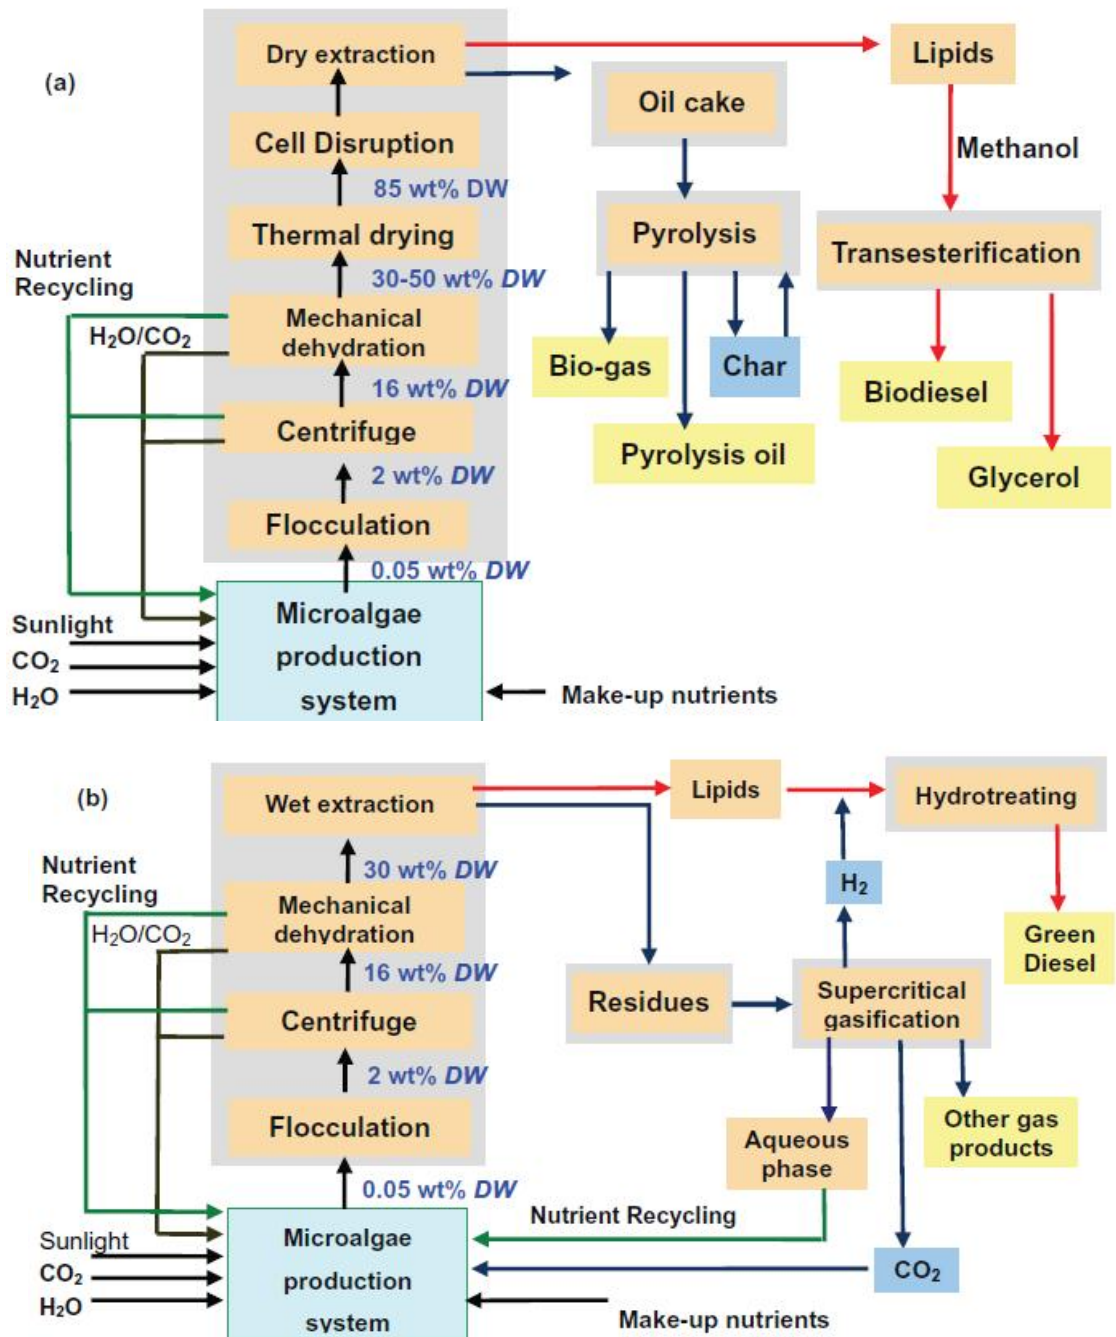 (a)
Dry extraction
Lipids
Oil cake
Cell Disruption
Methanol
85 wt% DW
Thermal drying
Pyrolysis
Transesterification
Nutrient
Recycling
30-50 wt% DW
H₂O/CO₂
Mechanical
dehydration
Bio-gas
Char
Biodiesel
16 wt% DW
Centrifuge
Pyrolysis oil
Glycerol
2 wt% DW
Flocculation
0.05 wt% DW
Sunlight
CO₂
H₂O
Microalgae
production
system
Make-up nutrients
(b)
Wet extraction
Lipids
Hydrotreating
Nutrient
Recycling
30 wt% DW
H₂
H₂O/CO₂
Mechanical
dehydration
Green
Diesel
16 wt% DW
Residues
Supercritical
gasification
Centrifuge
2 wt% DW
Flocculation
Aqueous
phase
Other gas
products
0.05 wt% DW
Nutrient Recycling
Sunlight
CO₂
H₂O
Microalgae
production
system
CO₂
Make-up nutrients